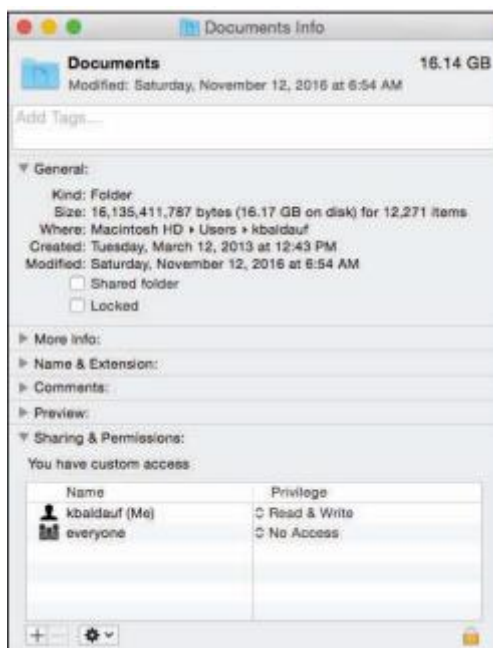 Documents Info
Documents 16.14 GB
Modified: Saturday, November 12, 2016 at 6:54 AM
Add Tags...
General:
Kind: Folder
Size: 16,135,411,787 bytes (16.17 GB on disk) for 12,271 items
Where: Macintosh HD ▸ Users ▸ kbaldauf
Created: Tuesday, March 12, 2013 at 12:43 PM
Modified: Saturday, November 12, 2016 at 6:54 AM
Shared folder
Locked
More Info:
Name & Extension:
Comments:
Preview:
Sharing & Permissions:
You have custom access
Name Privilege
kbaldauf (Me) Read & Write
everyone No Access